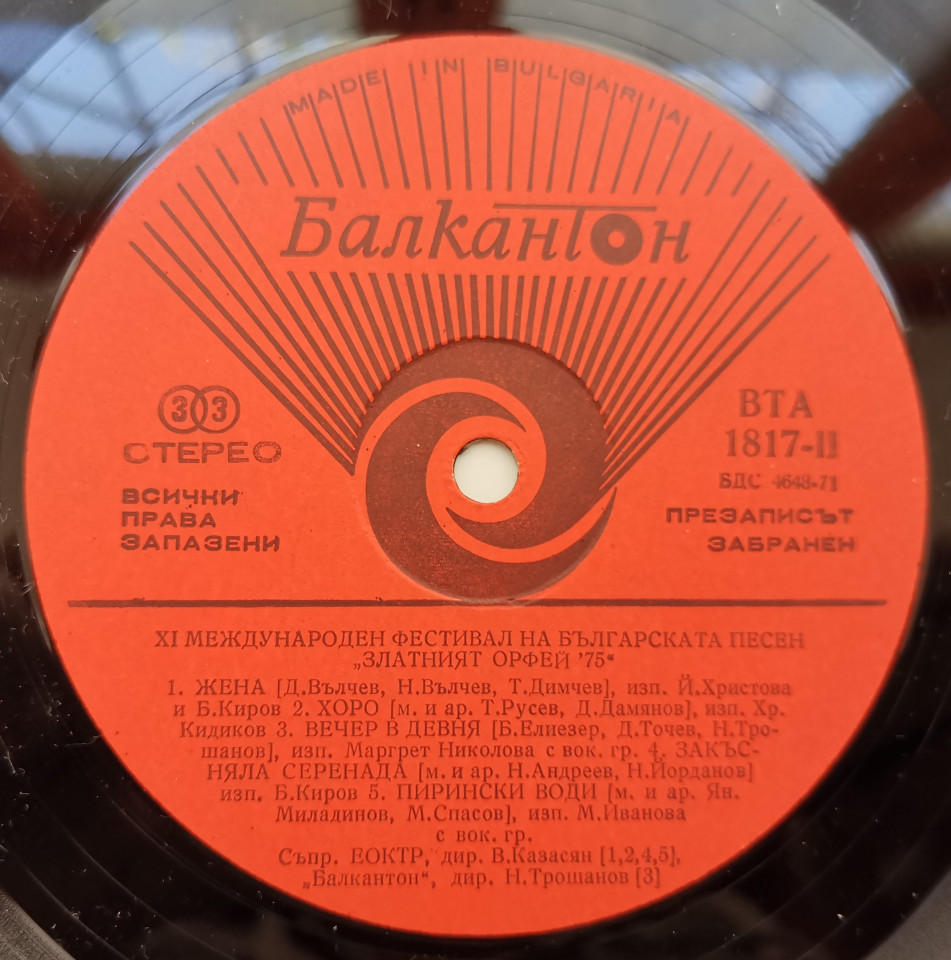 MADE IN BULGARIA
Балкантон
33
СТЕРЕО
ВСИЧКИ
ПРАВА
ЗАПАЗЕНИ
ВТА
1817-II
БДС 4648-71
ПРЕЗАПИСЪТ
ЗАБРАНЕН
XI МЕЖДУНАРОДЕН ФЕСТИВАЛ НА БЪЛГАРСКАТА ПЕСЕН
„ЗЛАТНИЯТ ОРФЕЙ '75“
1. ЖЕНА [Д.Вълчев, Н.Вълчев, Т.Димчев], изп. Й.Христова
и Б.Киров 2. ХОРО [м. и ар. Т.Русев, Д.Дамянов], изп. Хр.
Кидиков 3. ВЕЧЕР В ДЕВНЯ [Б.Елиезер, Д.Точев, Н.Тро-
шанов], изп. Маргрет Николова с вок. гр. 4. ЗАКЪС-
НЯЛА СЕРЕНАДА [м. и ар. Н.Андреев, Н.Йорданов]
изп. Б.Киров 5. ПИРИНСКИ ВОДИ [м. и ар. Ян.
Миладинов, М.Спасов], изп. М.Иванова
с вок. гр.
Съпр. ЕОКТР, дир. В.Казасян [1,2,4,5],
„Балкантон“, дир. Н.Трошанов [3]